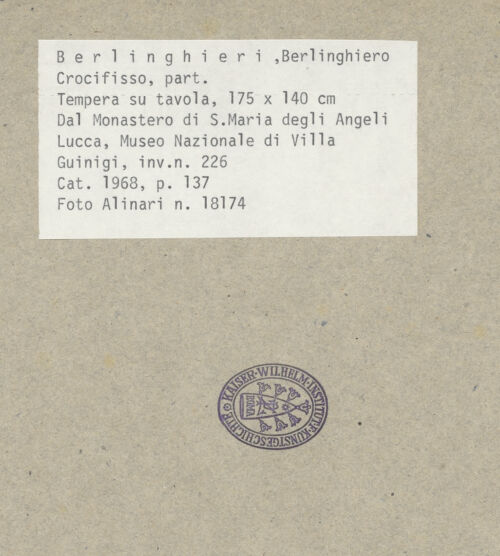 B e r l i n g h i e r i ,Berlinghiero
Crocifisso, part.
Tempera su tavola, 175 x 140 cm
Dal Monastero di S.Maria degli Angeli
Lucca, Museo Nazionale di Villa
Guinigi, inv.n. 226
Cat. 1968, p. 137
Foto Alinari n. 18174
KAISER-WILHELM-INSTITUT·F·KUNSTGESCHICHTE